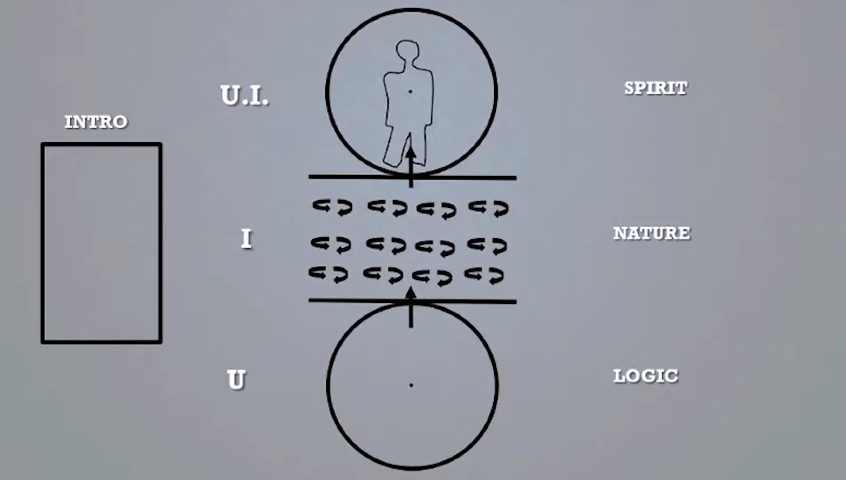 U.I.
SPIRIT
INTRO
I
NATURE
U
LOGIC